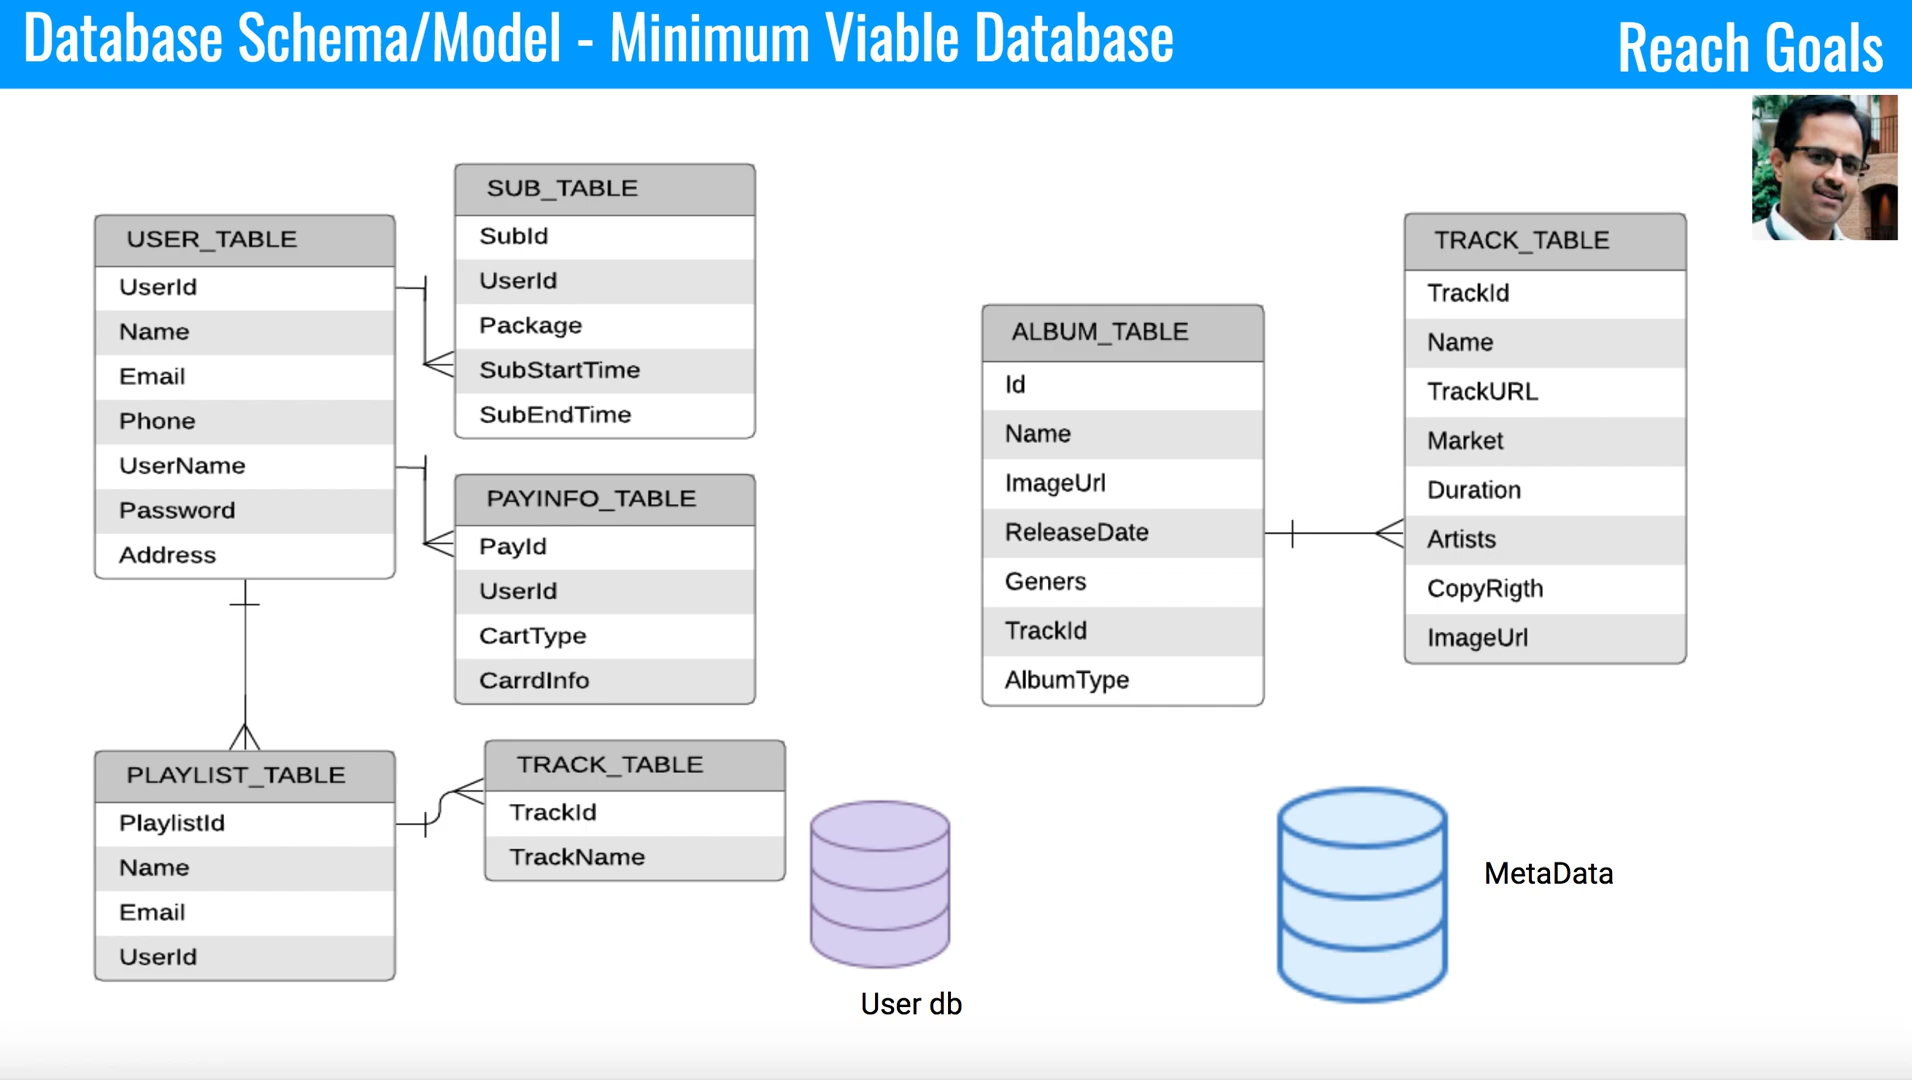 Database Schema/Model - Minimum Viable Database
Reach Goals
USER_TABLE
UserId
Name
Email
Phone
UserName
Password
Address
SUB_TABLE
SubId
UserId
Package
SubStartTime
SubEndTime
PAYINFO_TABLE
PayId
UserId
CartType
CarrdInfo
PLAYLIST_TABLE
PlaylistId
Name
Email
UserId
TRACK_TABLE
TrackId
TrackName
User db
ALBUM_TABLE
Id
Name
ImageUrl
ReleaseDate
Geners
TrackId
AlbumType
TRACK_TABLE
TrackId
Name
TrackURL
Market
Duration
Artists
CopyRigth
ImageUrl
MetaData